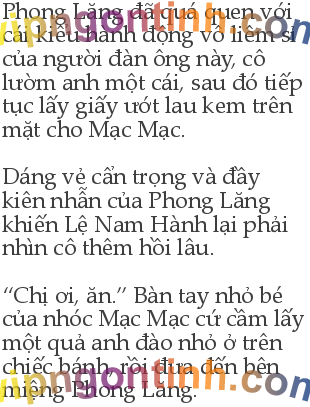 Phong Lăng đã quá quen với
cái kiểu hành động vô liêm sỉ
của người đàn ông này, cô
lườm anh một cái, sau đó tiếp
tục lấy giấy ướt lau kem trên
mặt cho Mạc Mạc.
Dáng vẻ cẩn trọng và đầy
kiên nhẫn của Phong Lăng
khiến Lệ Nam Hành lại phải
nhìn cô thêm hồi lâu.
“Chị ơi, ăn.” Bàn tay nhỏ bé
của nhóc Mạc Mạc cứ cầm lấy
một quả anh đào nhỏ ở trên
chiếc bánh, rồi đưa đến bên
miệng Phong Lăng.
vipngontinh.com
vipngontinh.com